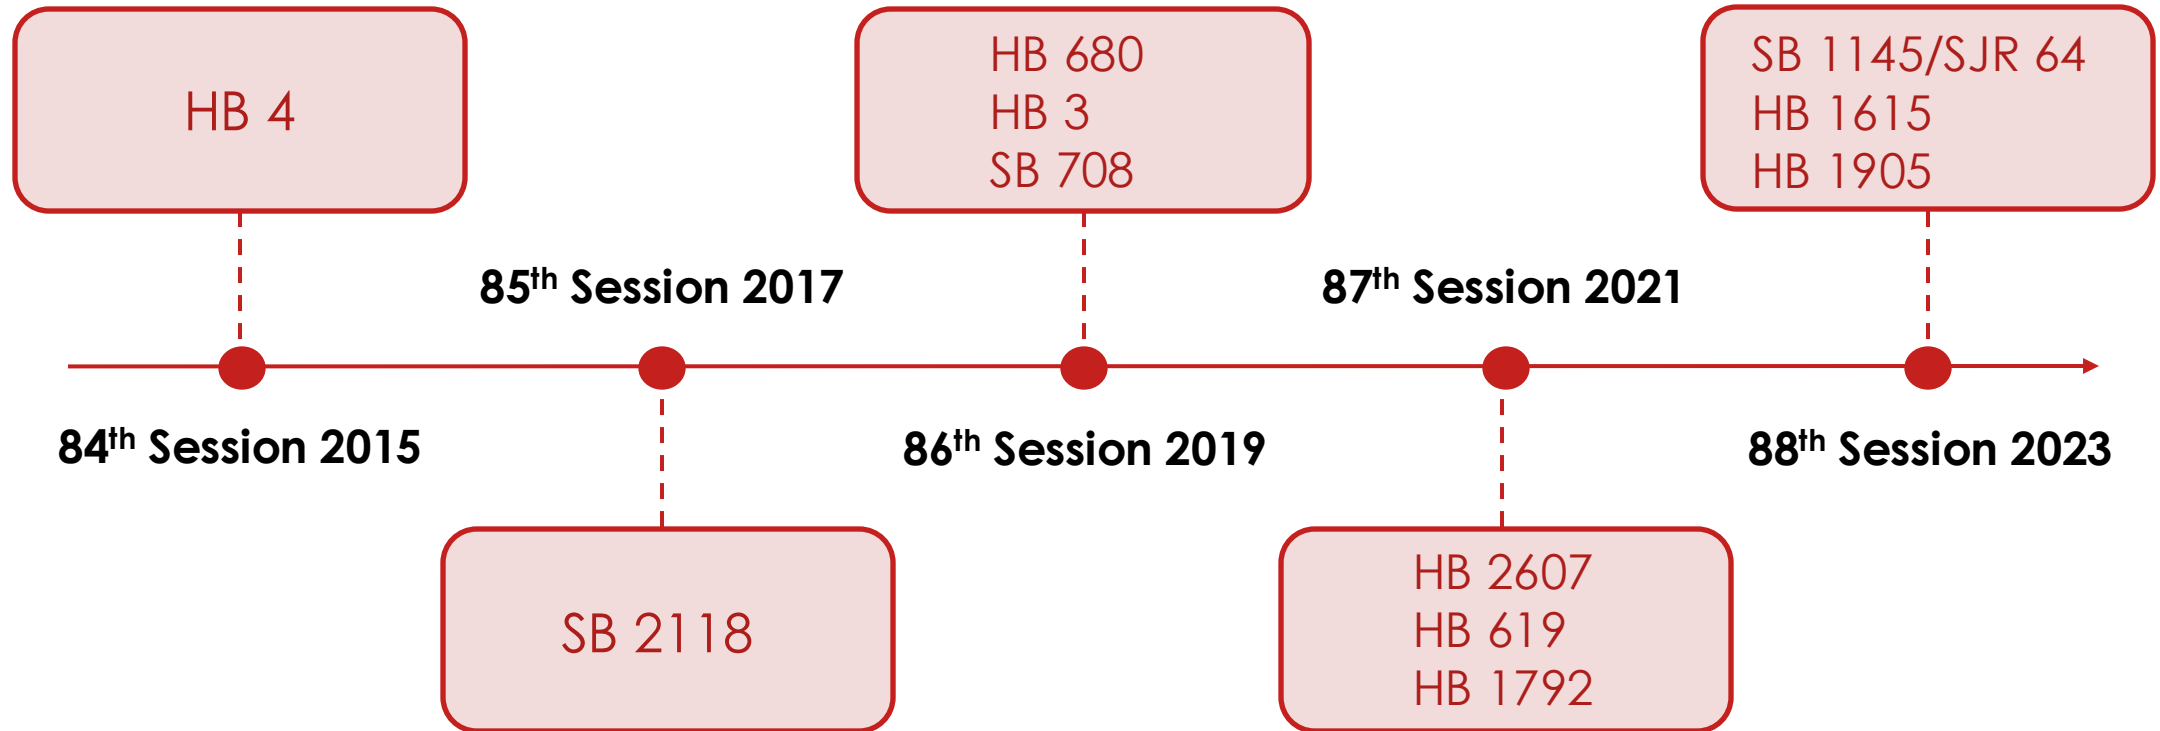 HB 4
84th Session 2015
85th Session 2017
SB 2118
HB 680
HB 3
SB 708
86th Session 2019
87th Session 2021
HB 2607
HB 619
HB 1792
SB 1145/SJR 64
HB 1615
HB 1905
88th Session 2023